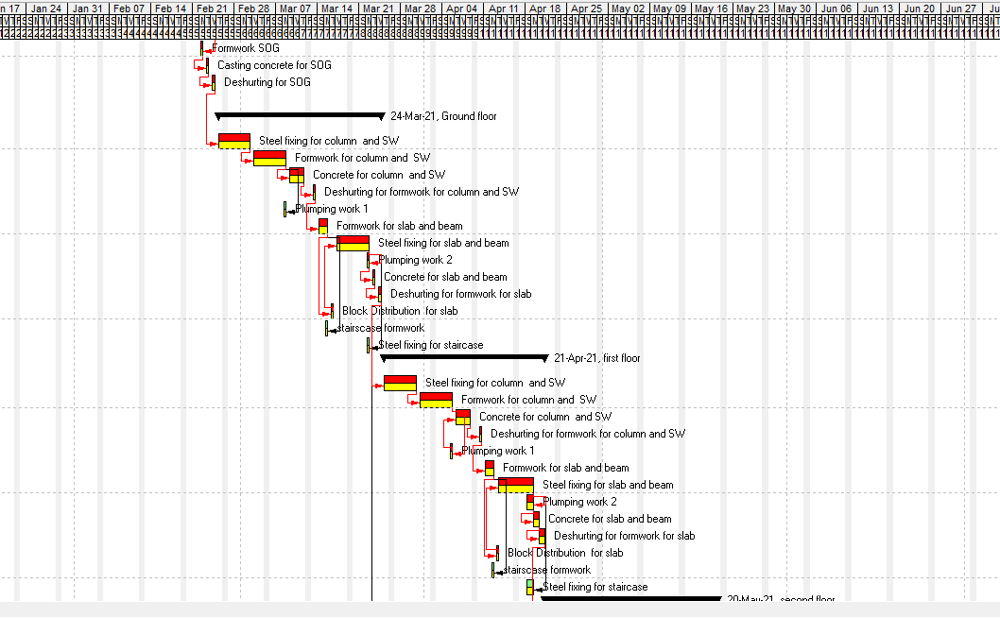 n 17 Jan 24 Jan 31 Feb 07 Feb 14 Feb 21 Feb 28 Mar 07 Mar 14 Mar 21 Mar 28 Apr 04 Apr 11 Apr 18 Apr 25 May 02 May 09 May 16 May 23 May 30 Jun 06 Jun 13 Jun 20 Jun 27
Formwork SOG
Casting concrete for SOG
Deshurting for SOG
24-Mar-21, Ground floor
Steel fixing for column and SW
Formwork for column and SW
Concrete for column and SW
Deshurting for formwork for column and SW
Plumping work 1
Formwork for slab and beam
Steel fixing for slab and beam
Plumping work 2
Concrete for slab and beam
Deshurting for formwork for slab
Block Distribution for slab
stairscase formwork
Steel fixing for staircase
21-Apr-21, first floor
Steel fixing for column and SW
Formwork for column and SW
Concrete for column and SW
Deshurting for formwork for column and SW
Plumping work 1
Formwork for slab and beam
Steel fixing for slab and beam
Plumping work 2
Concrete for slab and beam
Deshurting for formwork for slab
Block Distribution for slab
stairscase formwork
Steel fixing for staircase
20-May-21, second floor